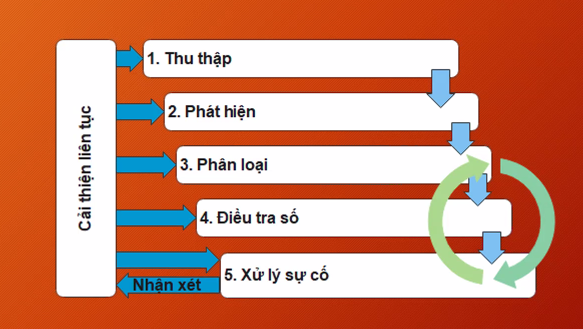 Cải thiện liên tục
1. Thu thập
2. Phát hiện
3. Phân loại
4. Điều tra số
5. Xử lý sự cố
Nhận xét